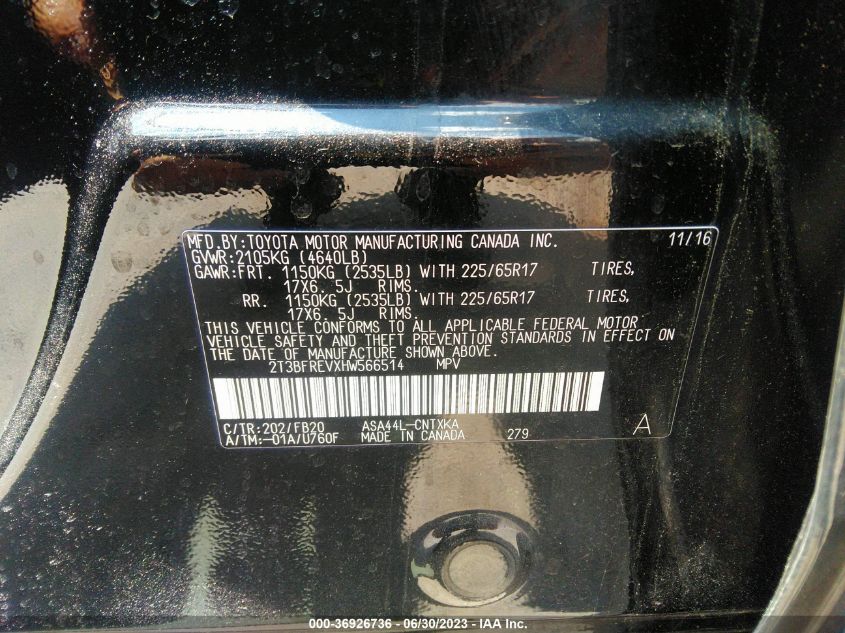 MFD.BY:TOYOTA MOTOR MANUFACTURING CANADA INC. 11/16
GVWR:2105KG (4640LB)
GAWR:FRT. 1150KG (2535LB) WITH 225/65R17 TIRES,
17X6. 5J RIMS.
RR. 1150KG (2535LB) WITH 225/65R17 TIRES,
17X6. 5J RIMS.
THIS VEHICLE CONFORMS TO ALL APPLICABLE FEDERAL MOTOR
VEHICLE SAFETY AND THEFT PREVENTION STANDARDS IN EFFECT ON
THE DATE OF MANUFACTURE SHOWN ABOVE.
2T3BFREVXHW566514 MPV
C/TR:202/FB20 ASA44L-CNTXKA
A/TM:-01A/U760F MADE IN CANADA 279 A
000-36926736 - 06/30/2023 - IAA Inc.